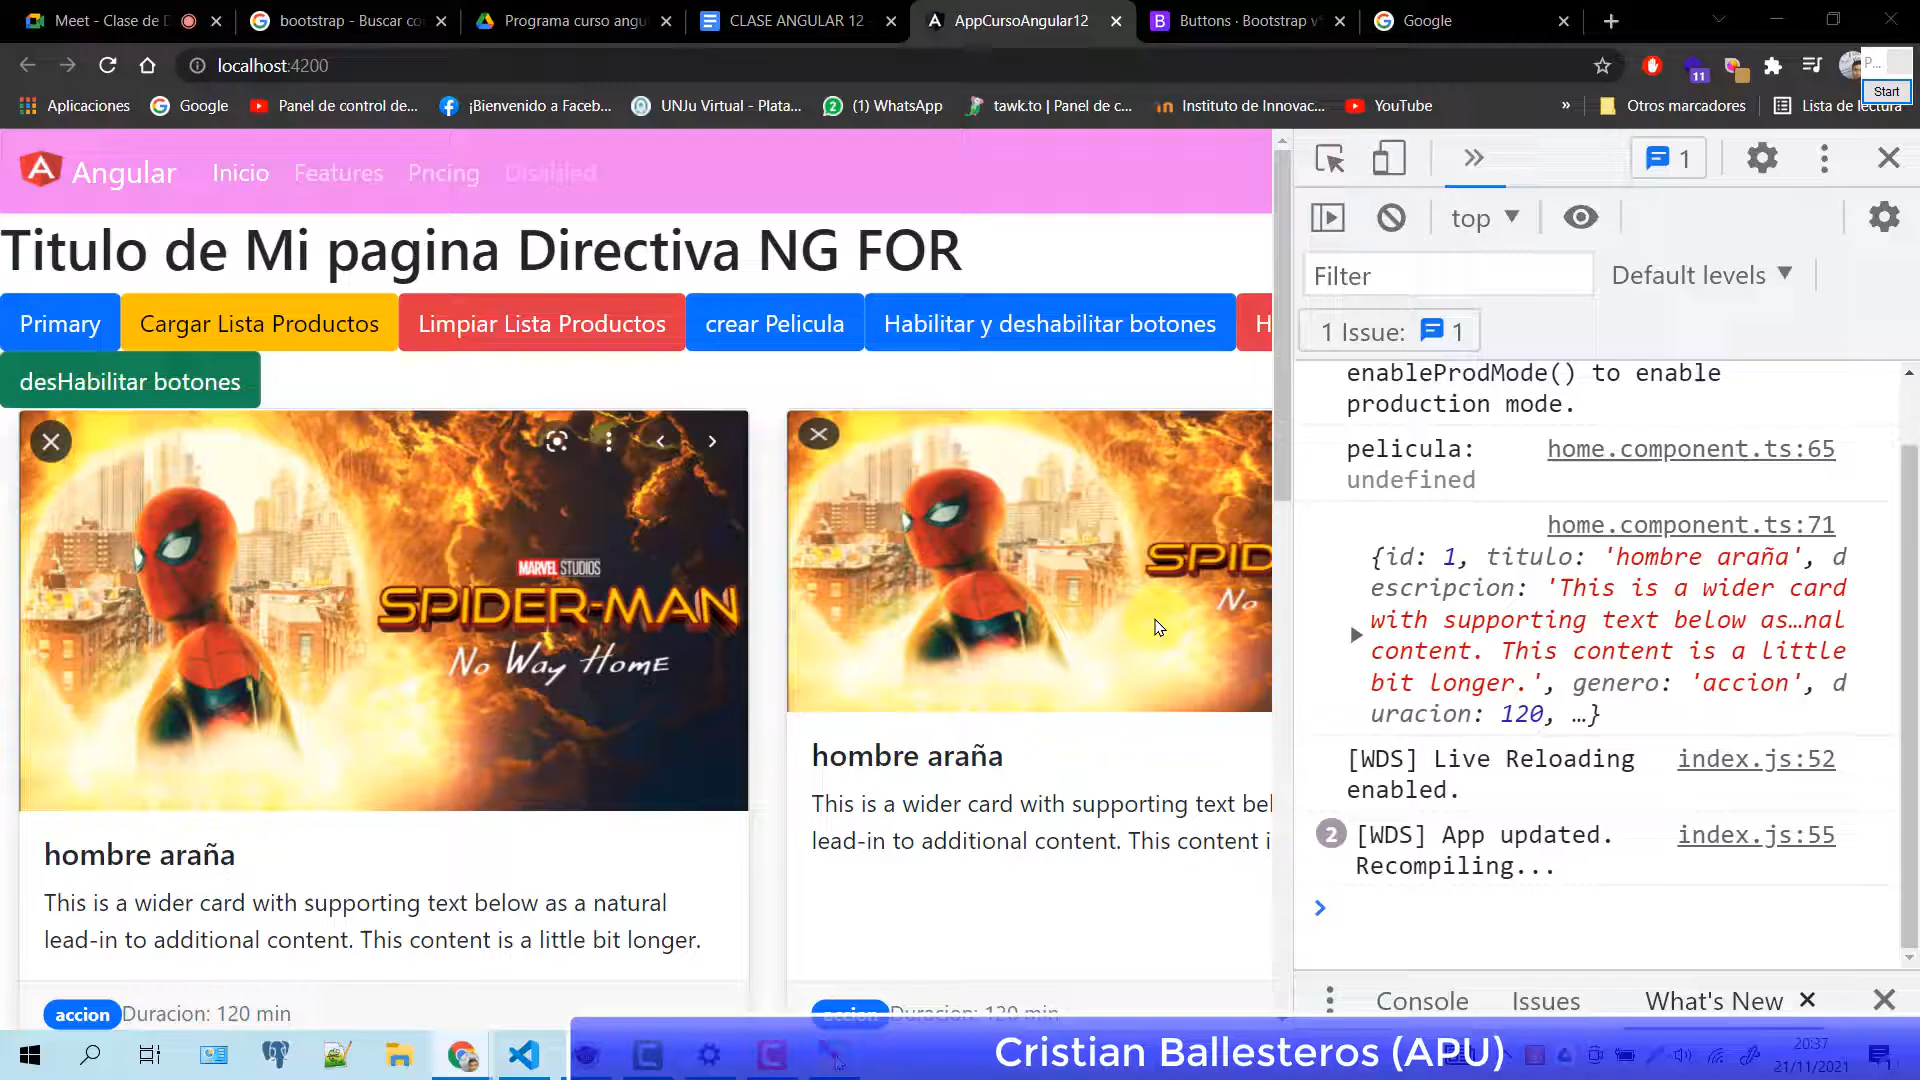 Meet - Clase de D
bootstrap - Buscar co
Programa curso angu
CLASE ANGULAR 12 -
AppCursoAngular12
Buttons · Bootstrap v
Google
localhost:4200
11
P...
Start
Aplicaciones
Google
Panel de control de...
¡Bienvenido a Faceb...
UNJu Virtual - Plata...
(1) WhatsApp
tawk.to | Panel de c...
Instituto de Innovac...
YouTube
»
Otros marcadores
Lista de lectura
Angular
Inicio
Features
Pricing
Disabled
Titulo de Mi pagina Directiva NG FOR
Primary
Cargar Lista Productos
Limpiar Lista Productos
crear Pelicula
Habilitar y deshabilitar botones
H
desHabilitar botones
MARVEL STUDIOS
SPIDER-MAN
No Way Home
hombre araña
This is a wider card with supporting text below as a natural
lead-in to additional content. This content is a little bit longer.
accion
Duracion: 120 min
SPID
No
hombre araña
This is a wider card with supporting text bel
lead-in to additional content. This content i
accion
Duracion: 120 min
1
top
Filter
Default levels
1 Issue: 1
enableProdMode() to enable
production mode.
pelicula: home.component.ts:65
undefined
home.component.ts:71
{id: 1, titulo: 'hombre araña', d
escripcion: 'This is a wider card
with supporting text below as…nal
content. This content is a little
bit longer.', genero: 'accion', d
uracion: 120, …}
[WDS] Live Reloading index.js:52
enabled.
2 [WDS] App updated. index.js:55
Recompiling...
Console
Issues
What's New
Cristian Ballesteros (APU)
20:37
21/11/2021